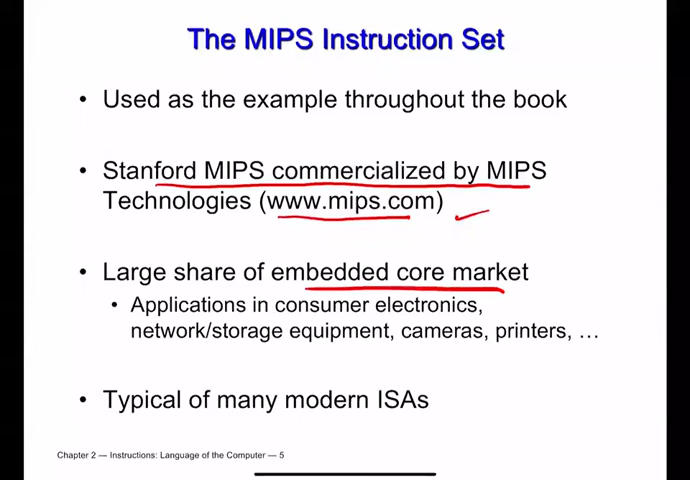 The MIPS Instruction Set
• Used as the example throughout the book
• Stanford MIPS commercialized by MIPS
Technologies (www.mips.com)
• Large share of embedded core market
• Applications in consumer electronics,
network/storage equipment, cameras, printers, …
• Typical of many modern ISAs
Chapter 2 — Instructions: Language of the Computer — 5